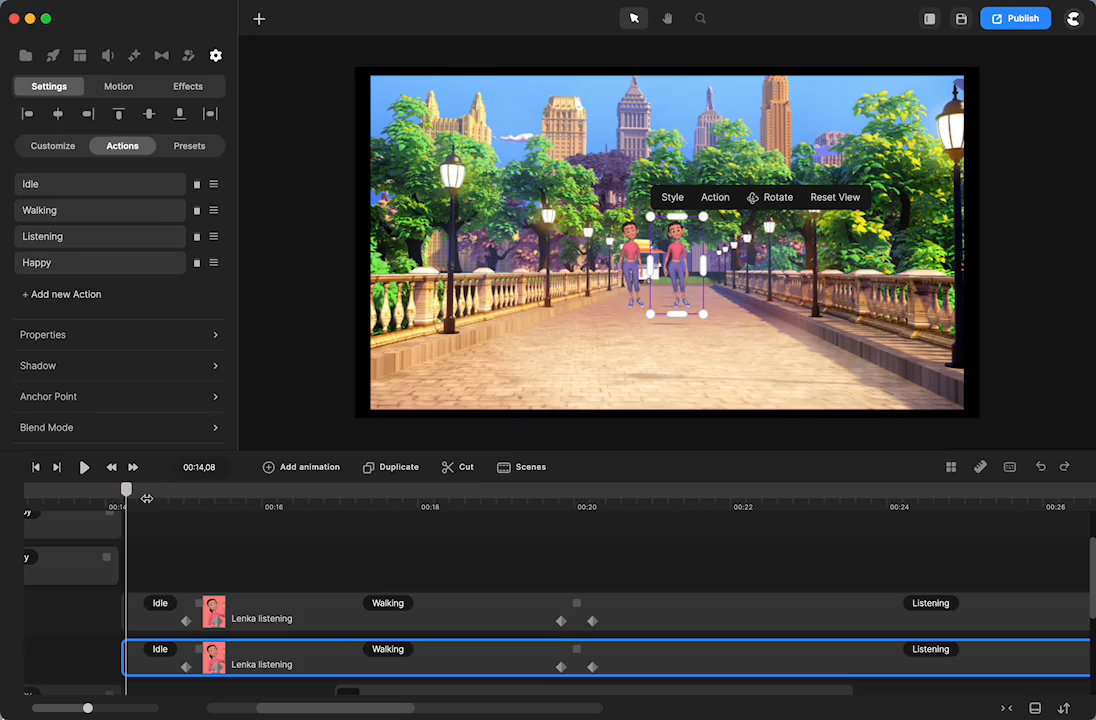 Publish
Settings Motion Effects
Customize Actions Presets
Idle
Walking
Listening
Happy
+ Add new Action
Properties
Shadow
Anchor Point
Blend Mode
Style Action Rotate Reset View
00:14,08
Add animation Duplicate Cut Scenes
00:16 00:18 00:20 00:22 00:24 00:26
Idle Walking Listening
Lenka listening
Idle Walking Listening
Lenka listening